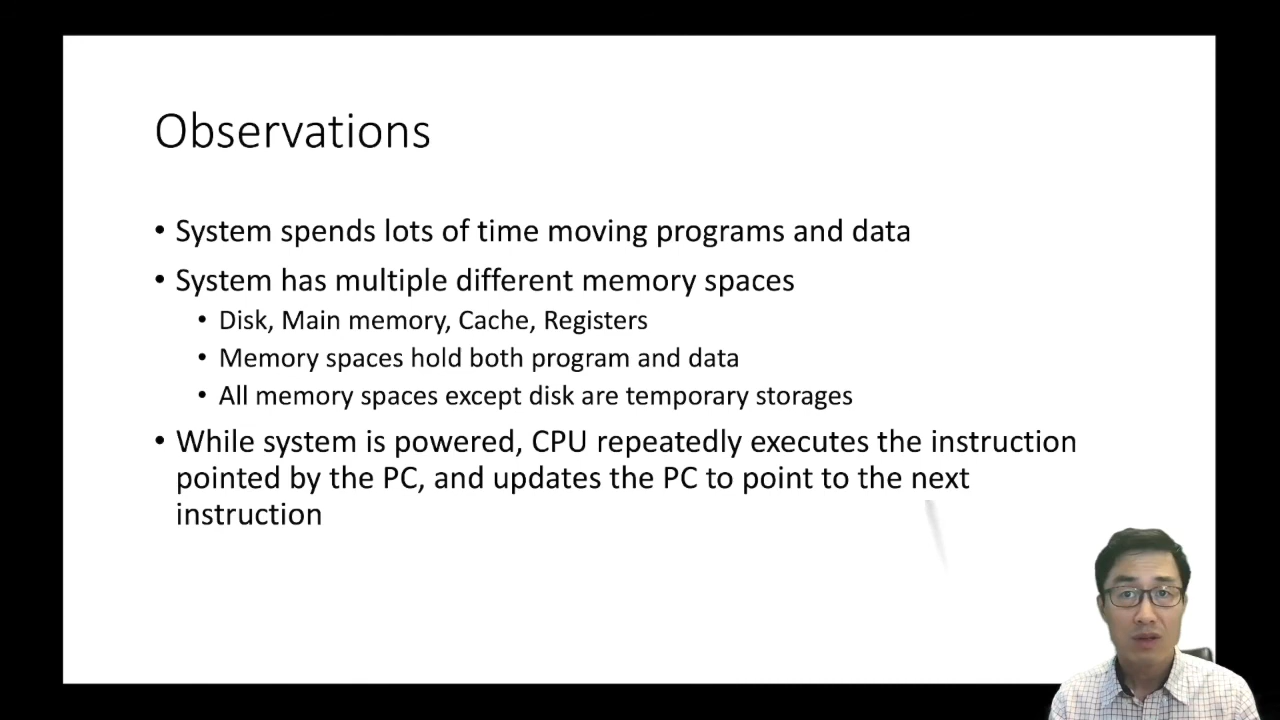 Observations
• System spends lots of time moving programs and data
• System has multiple different memory spaces
• Disk, Main memory, Cache, Registers
• Memory spaces hold both program and data
• All memory spaces except disk are temporary storages
• While system is powered, CPU repeatedly executes the instruction
pointed by the PC, and updates the PC to point to the next
instruction